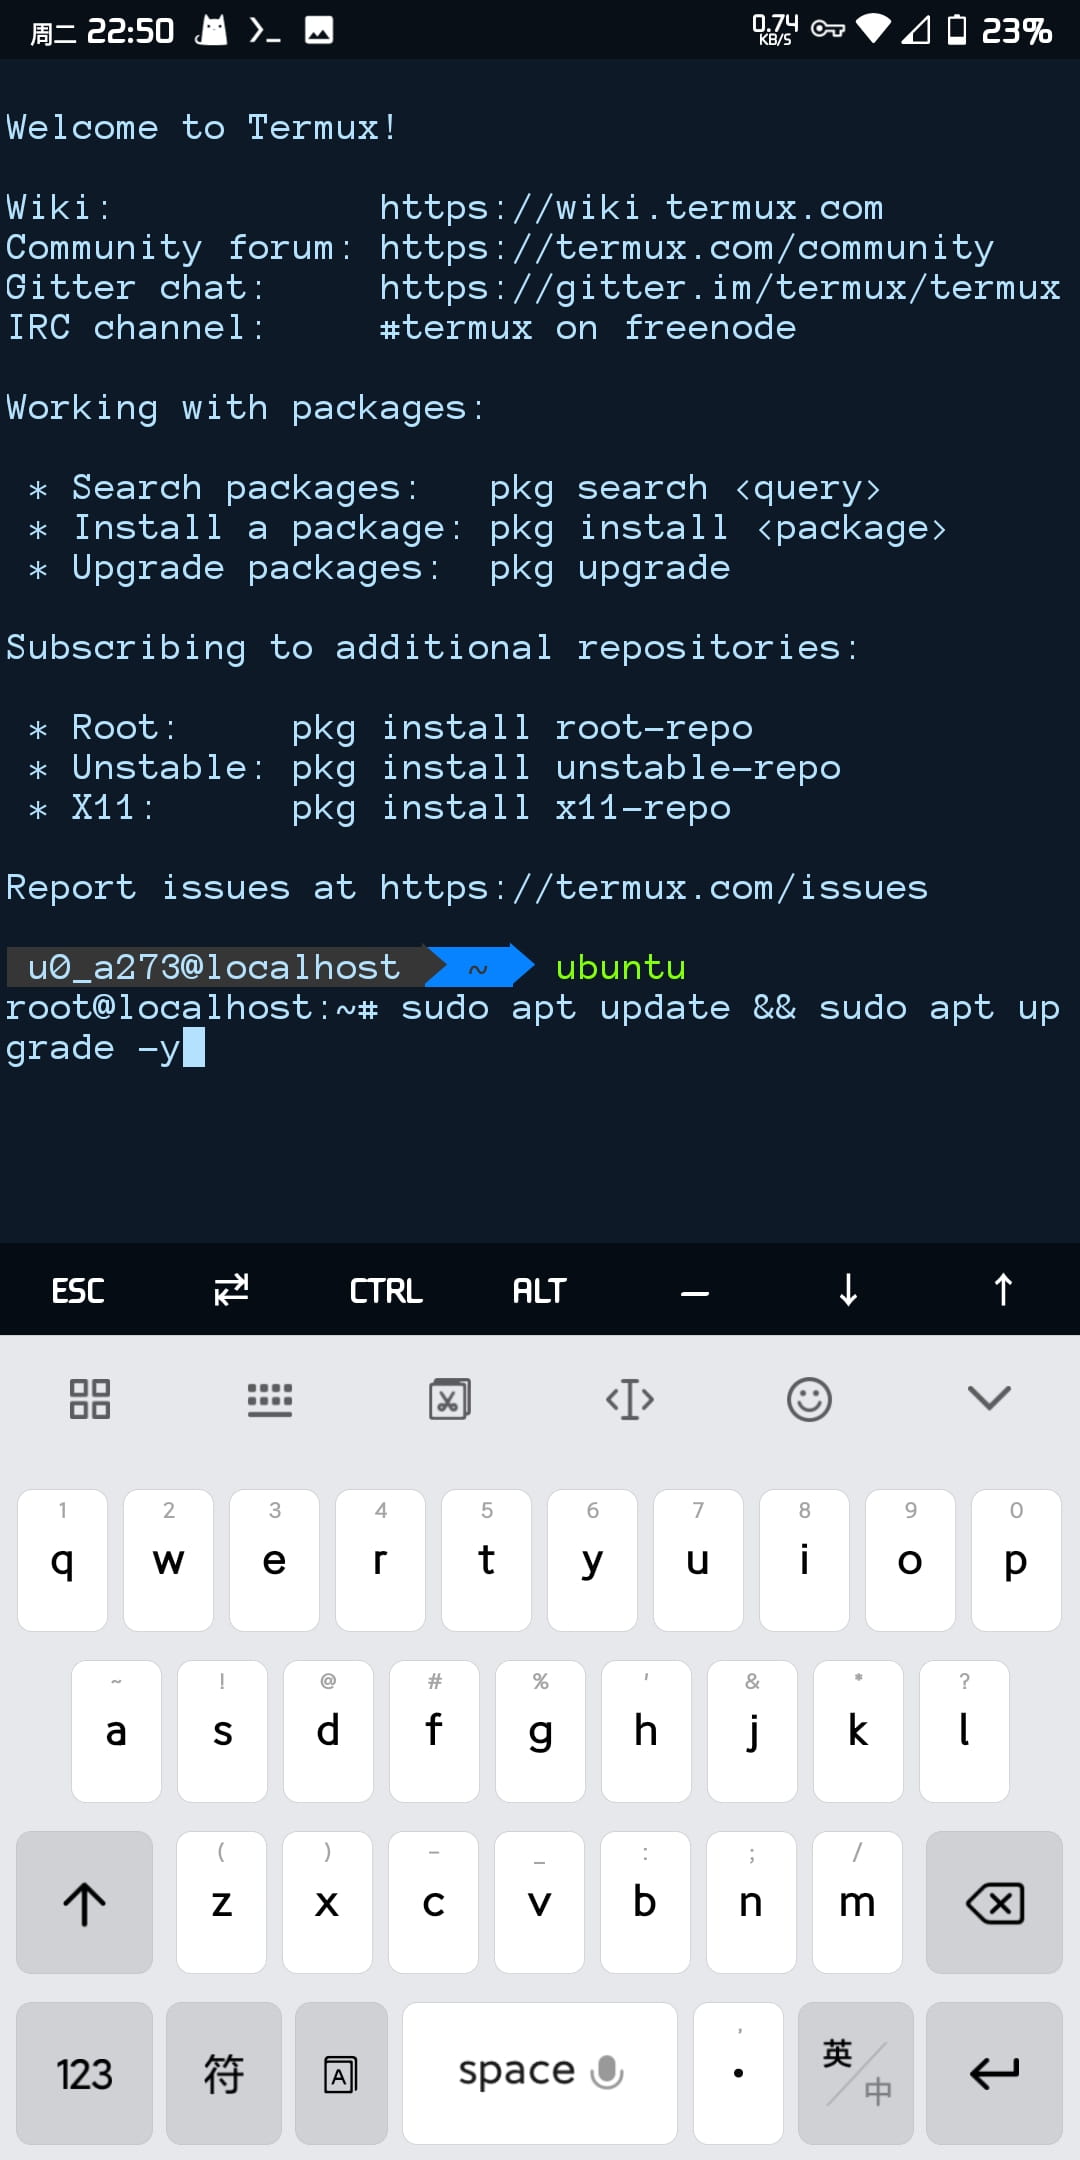 周二 22:50 0.74 KB/S 23%
Welcome to Termux!
Wiki: https://wiki.termux.com
Community forum: https://termux.com/community
Gitter chat: https://gitter.im/termux/termux
IRC channel: #termux on freenode
Working with packages:
* Search packages: pkg search <query>
* Install a package: pkg install <package>
* Upgrade packages: pkg upgrade
Subscribing to additional repositories:
* Root: pkg install root-repo
* Unstable: pkg install unstable-repo
* X11: pkg install x11-repo
Report issues at https://termux.com/issues
u0_a273@localhost ~ ubuntu
root@localhost:~# sudo apt update && sudo apt up
grade -y
ESC ⇄ CTRL ALT — ↓ ↑
1 2 3 4 5 6 7 8 9 0
q w e r t y u i o p
~ ! @ # % ' & * ?
a s d f g h j k l
( ) - _ : ; /
z x c v b n m
123 符 A space , . 英/中